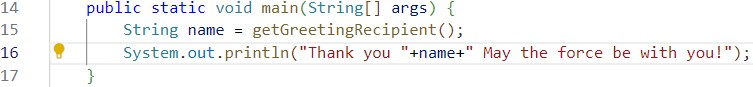 14 public static void main(String[] args) {
15 String name = getGreetingRecipient();
16 System.out.println("Thank you "+name+" May the force be with you!");
17 }